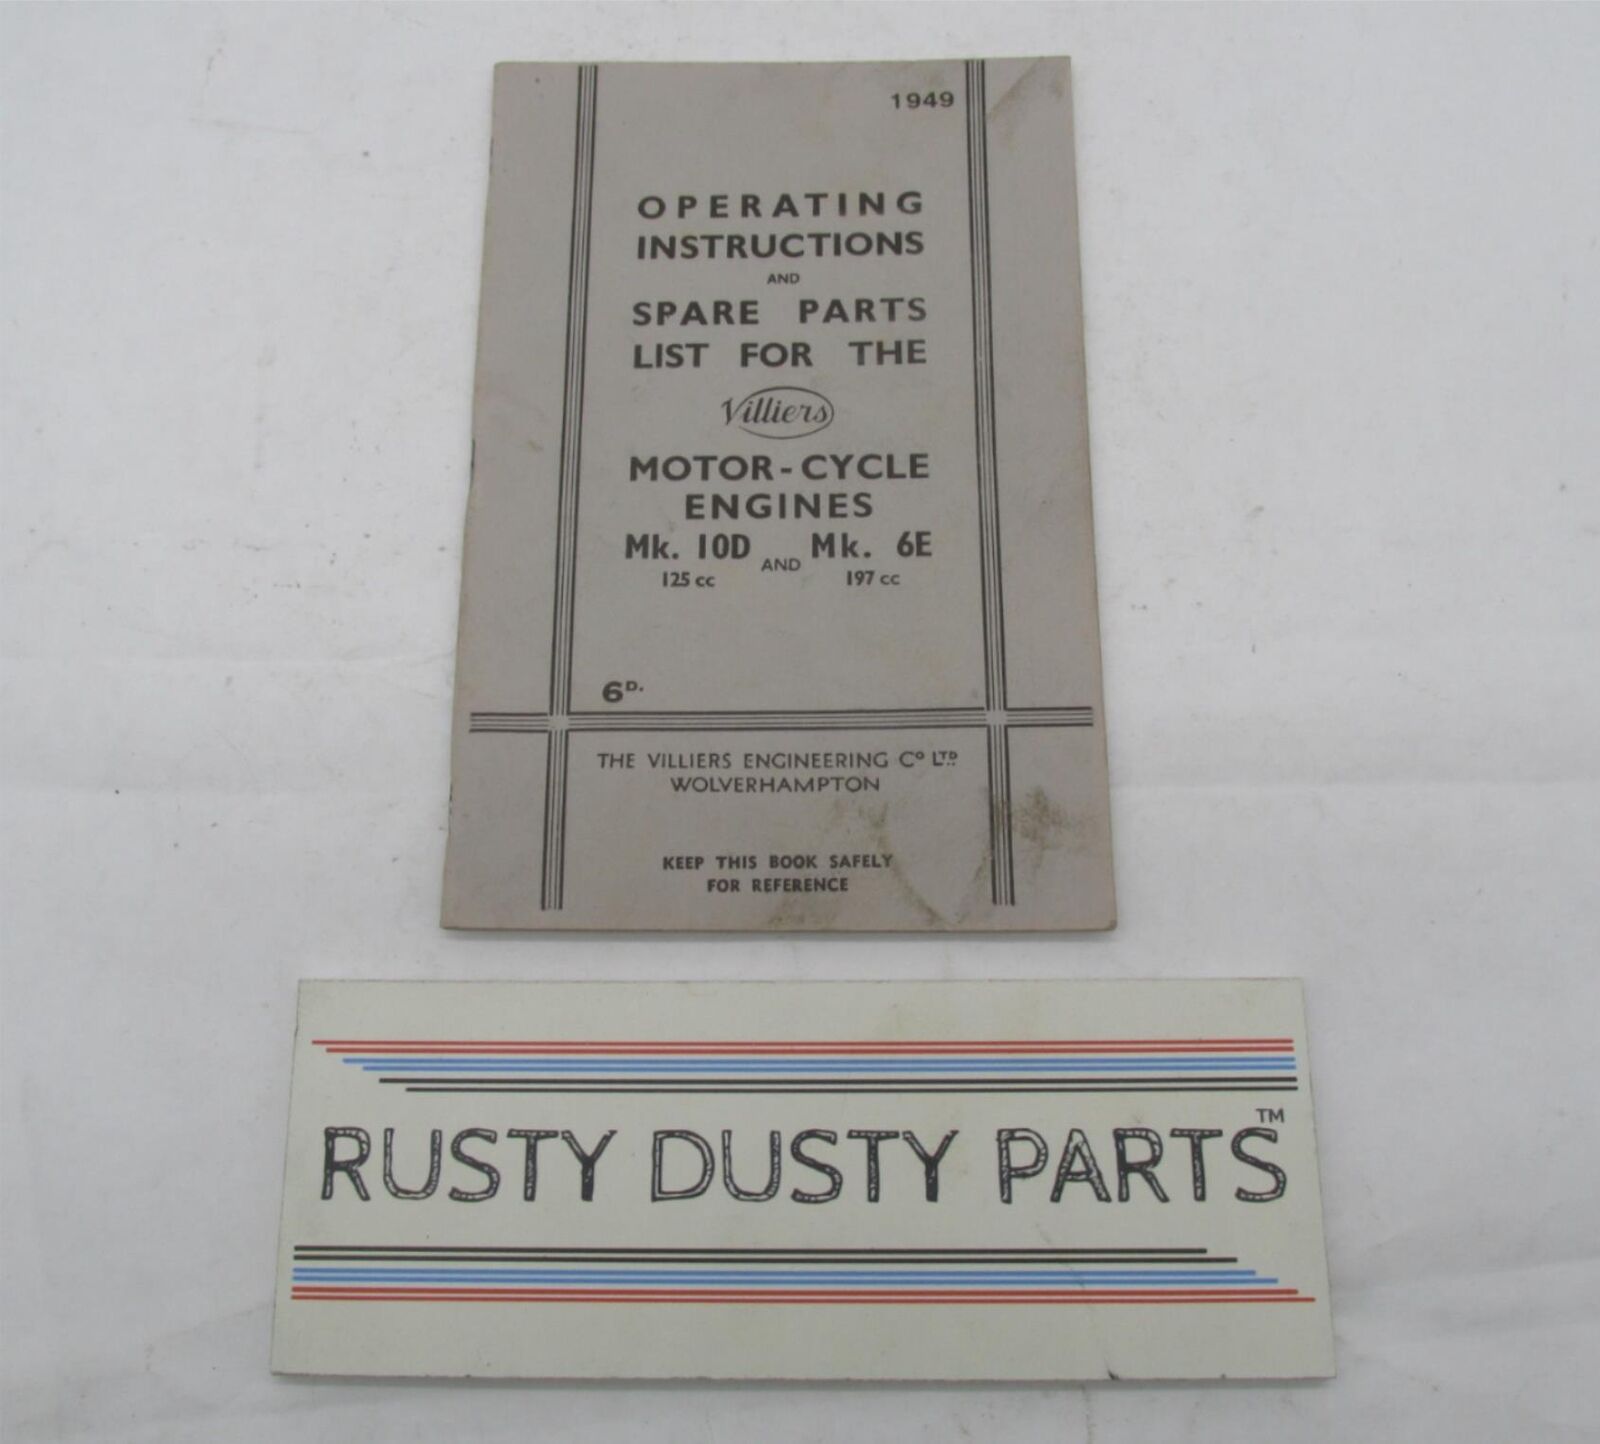 1949
OPERATING
INSTRUCTIONS
AND
SPARE PARTS
LIST FOR THE
Villiers
MOTOR-CYCLE
ENGINES
Mk. 10D AND Mk. 6E
125 cc 197 cc
6D.
THE VILLIERS ENGINEERING Co LTD
WOLVERHAMPTON
KEEP THIS BOOK SAFELY
FOR REFERENCE
RUSTY DUSTY PARTS™